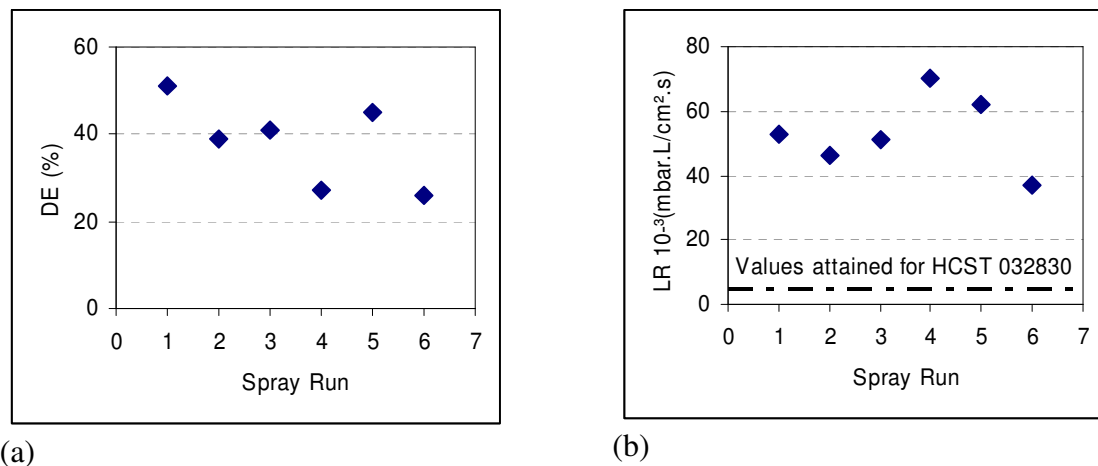 60
40
20
0
DE (%)
0 1 2 3 4 5 6 7
Spray Run
(a)
80
60
40
20
0
LR 10⁻³(mbar.L/cm².s)
Values attained for HCST 032830
0 1 2 3 4 5 6 7
Spray Run
(b)